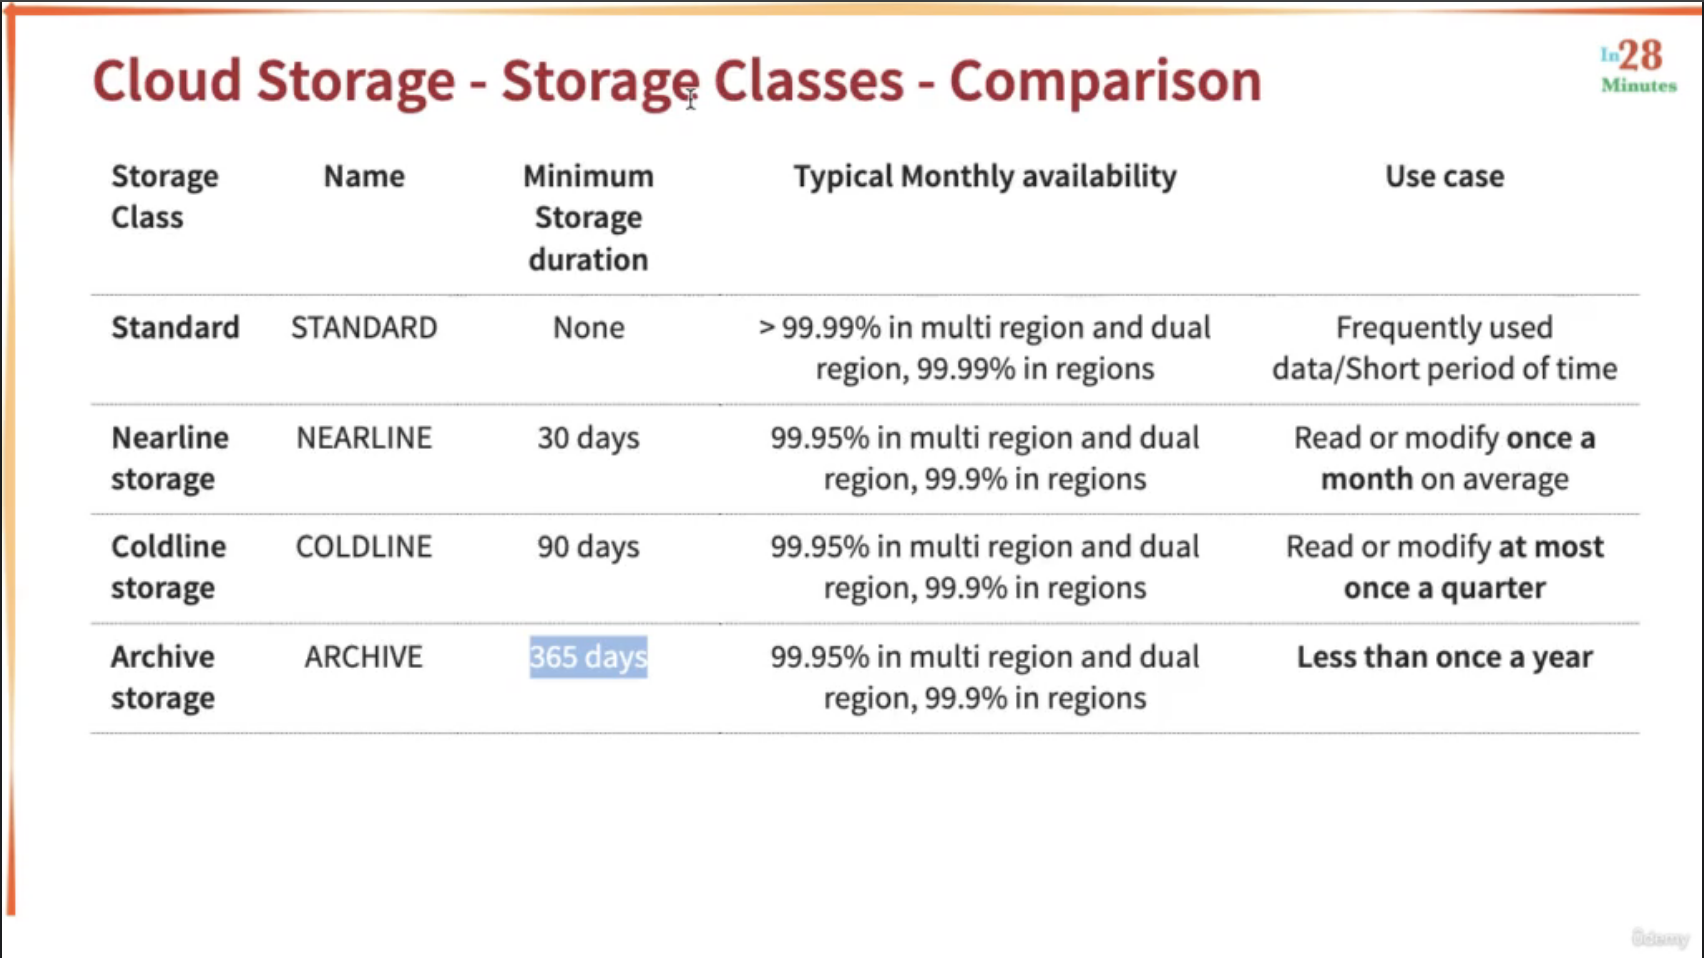 Cloud Storage - Storage Classes - Comparison
In28
Minutes
Storage Class
Name
Minimum Storage duration
Typical Monthly availability
Use case
Standard
STANDARD
None
> 99.99% in multi region and dual
region, 99.99% in regions
Frequently used
data/Short period of time
Nearline
storage
NEARLINE
30 days
99.95% in multi region and dual
region, 99.9% in regions
Read or modify once a
month on average
Coldline
storage
COLDLINE
90 days
99.95% in multi region and dual
region, 99.9% in regions
Read or modify at most
once a quarter
Archive
storage
ARCHIVE
365 days
99.95% in multi region and dual
region, 99.9% in regions
Less than once a year
ûdemy